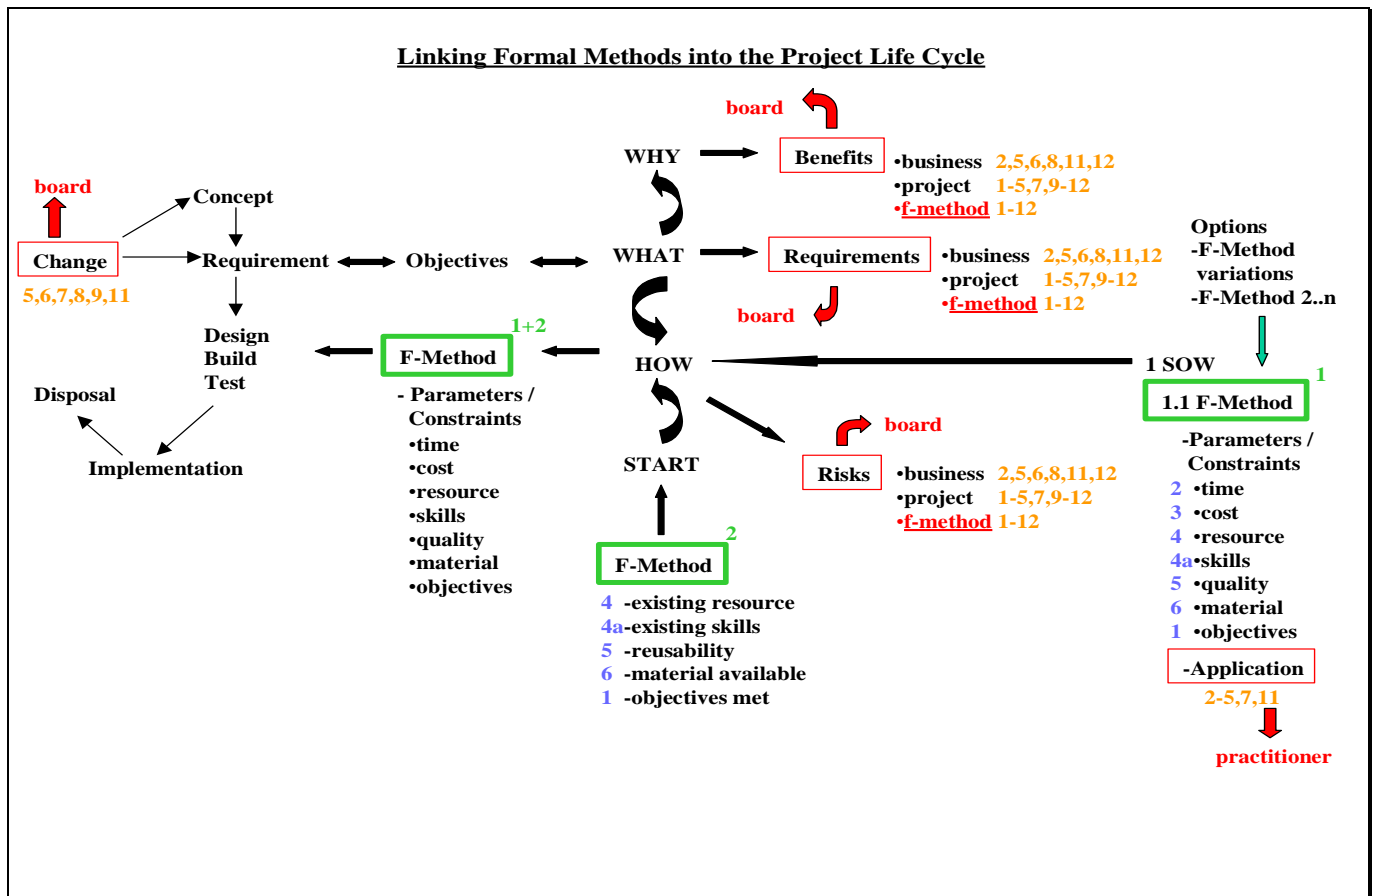 Linking Formal Methods into the Project Life Cycle
board
WHY
Benefits
•business 2,5,6,8,11,12
•project 1-5,7,9-12
•f-method 1-12
board
Concept
Change
5,6,7,8,9,11
Requirement
Objectives
WHAT
Requirements
•business 2,5,6,8,11,12
•project 1-5,7,9-12
•f-method 1-12
board
Options
-F-Method
variations
-F-Method 2..n
Design
Build
Test
Disposal
Implementation
1+2
F-Method
- Parameters /
Constraints
•time
•cost
•resource
•skills
•quality
•material
•objectives
HOW
START
2
F-Method
4 -existing resource
4a-existing skills
5 -reusability
6 -material available
1 -objectives met
board
Risks
•business 2,5,6,8,11,12
•project 1-5,7,9-12
•f-method 1-12
1 SOW
1
1.1 F-Method
-Parameters /
Constraints
2 •time
3 •cost
4 •resource
4a•skills
5 •quality
6 •material
1 •objectives
-Application
2-5,7,11
practitioner